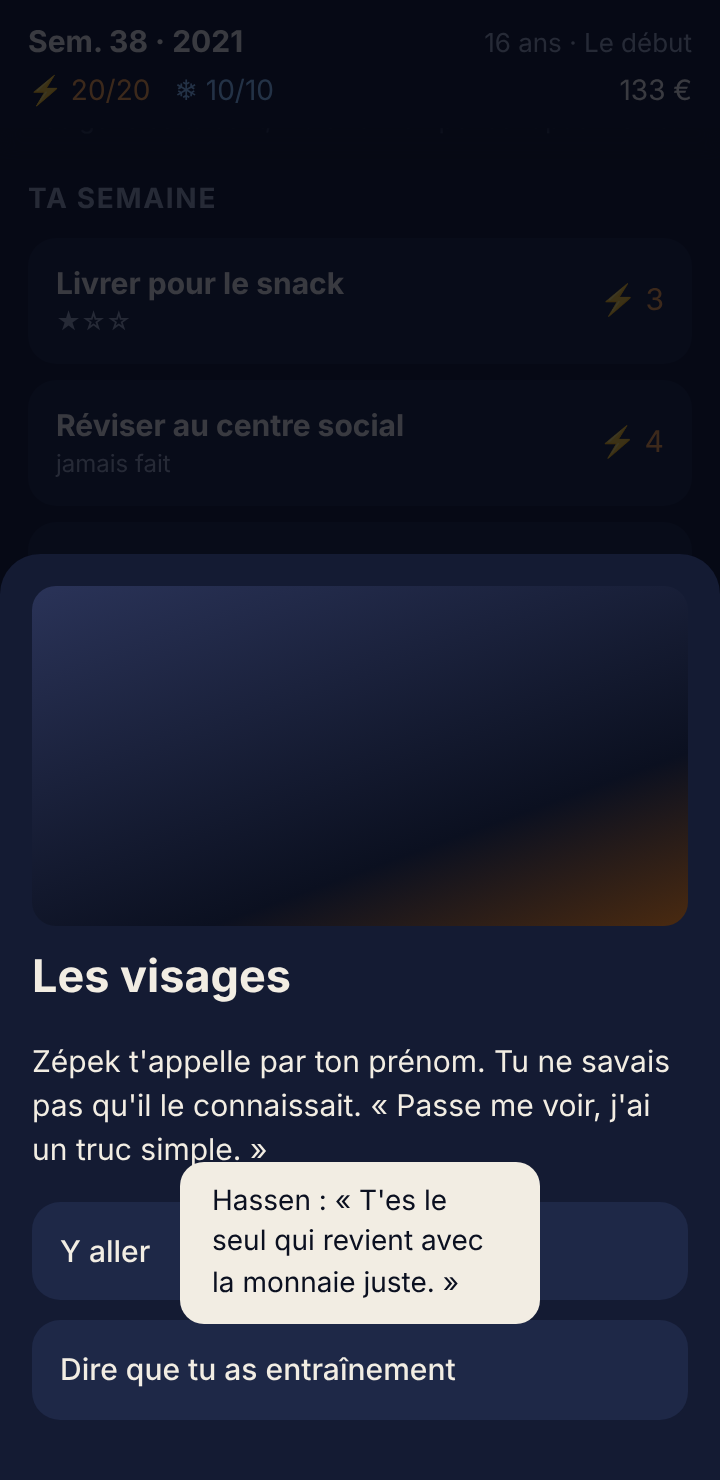 Sem. 38 · 2021
16 ans · Le début
⚡ 20/20 ❄ 10/10
133 €
TA SEMAINE
Livrer pour le snack
★☆☆
⚡ 3
Réviser au centre social
jamais fait
⚡ 4
Les visages
Zépek t'appelle par ton prénom. Tu ne savais
pas qu'il le connaissait. « Passe me voir, j'ai
un truc simple. »
Hassen : « T'es le
seul qui revient avec
la monnaie juste. »
Y aller
Dire que tu as entraînement